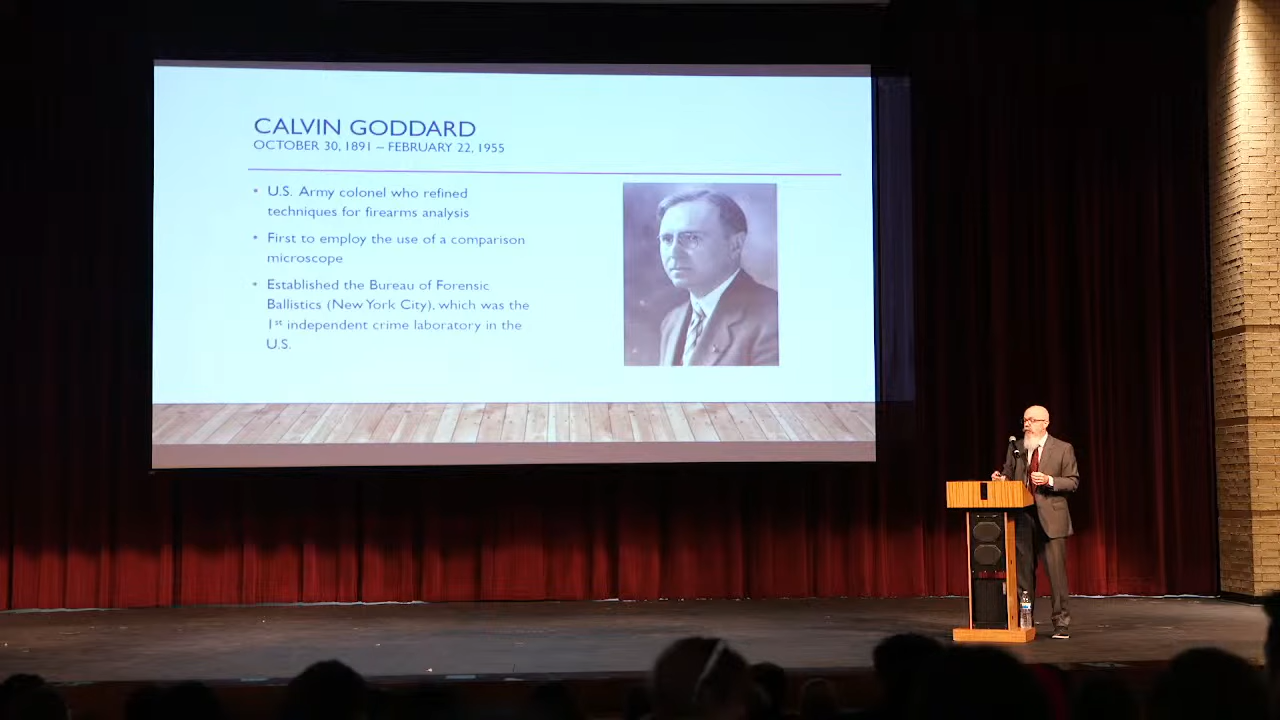 CALVIN GODDARD
OCTOBER 30, 1891 – FEBRUARY 22, 1955
• U.S. Army colonel who refined
techniques for firearms analysis
• First to employ the use of a comparison
microscope
• Established the Bureau of Forensic
Ballistics (New York City), which was the
1st independent crime laboratory in the
U.S.